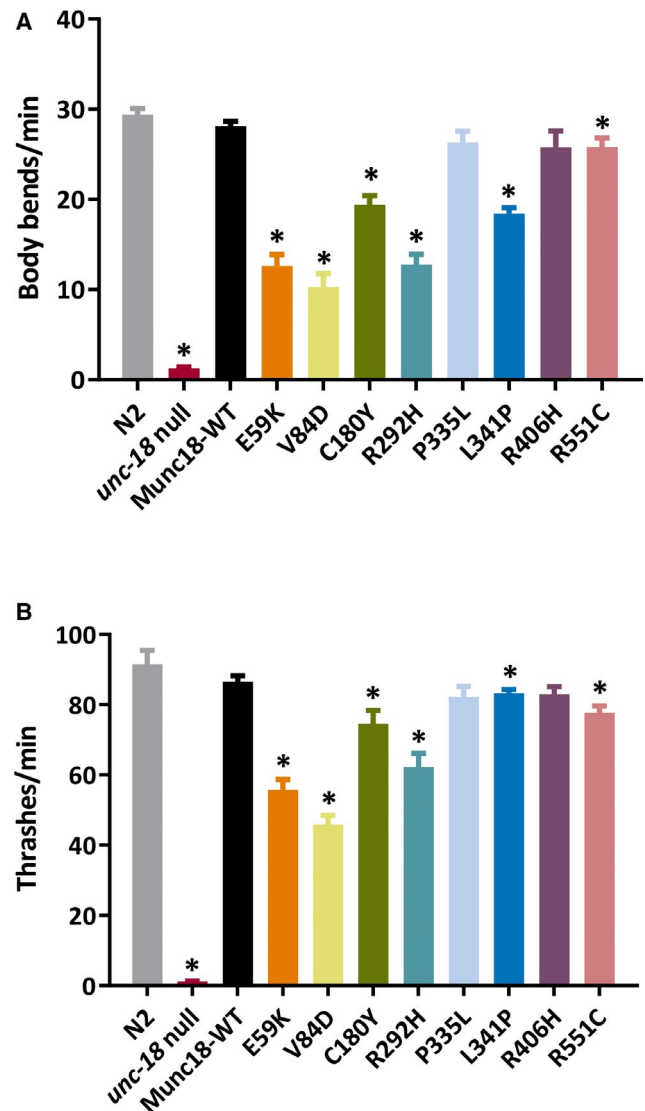 A
40
30
20
10
0
Body bends/min
* * * * * * *
N2 unc-18 null Munc18-WT E59K V84D C180Y R292H P335L L341P R406H R551C
B
100
80
60
40
20
0
Thrashes/min
* * * * * * *
N2 unc-18 null Munc18-WT E59K V84D C180Y R292H P335L L341P R406H R551C